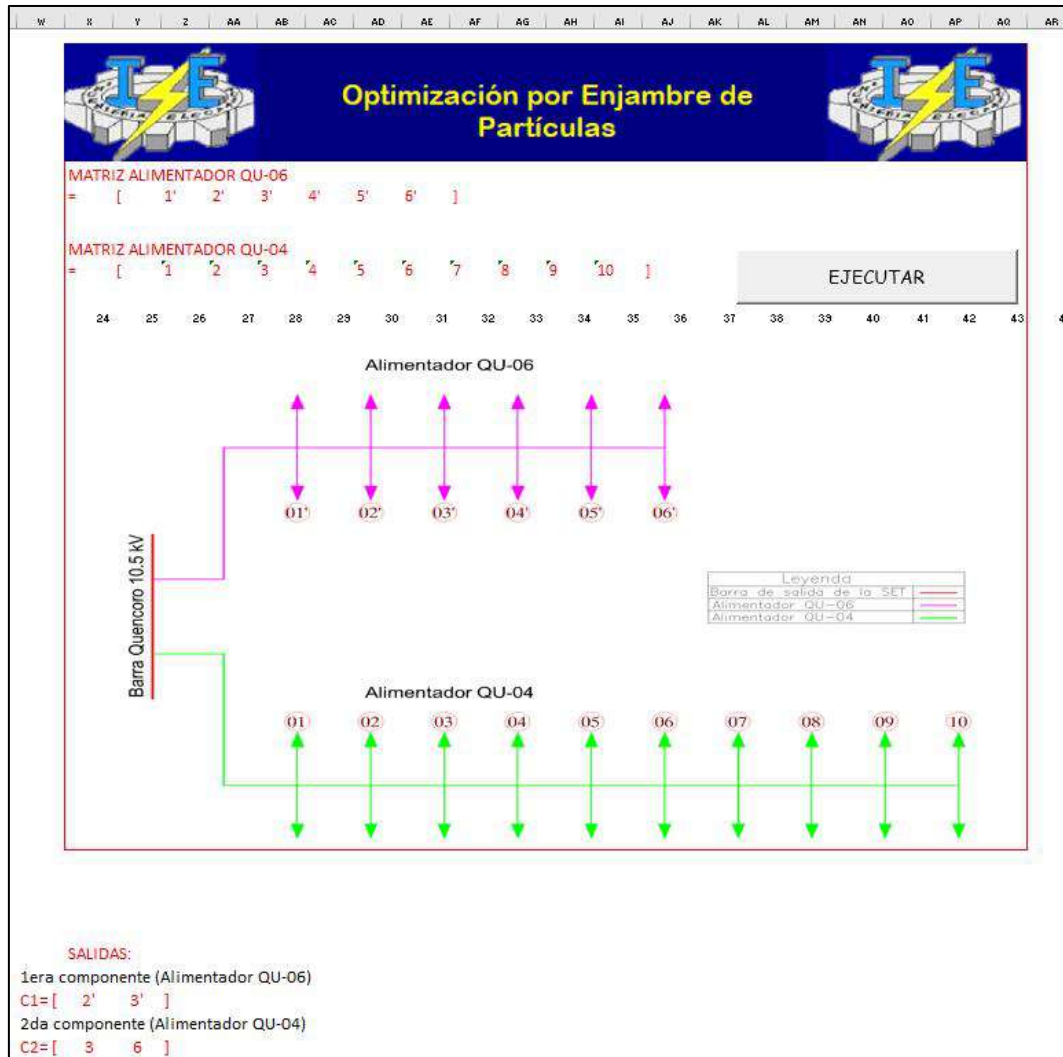 W X Y Z AA AB AC AD AE AF AG AH AI AJ AK AL AM AN AO AP AQ AR
Optimización por Enjambre de
Partículas
MATRIZ ALIMENTADOR QU-06
= [ 1' 2' 3' 4' 5' 6' ]
MATRIZ ALIMENTADOR QU-04
= [ 1 2 3 4 5 6 7 8 9 10 ]
EJECUTAR
24 25 26 27 28 29 30 31 32 33 34 35 36 37 38 39 40 41 42 43
Alimentador QU-06
01' 02' 03' 04' 05' 06'
Barra Quencoro 10.5 kV
Leyenda
Barra de salida de la SET
Alimentador QU-06
Alimentador QU-04
Alimentador QU-04
01 02 03 04 05 06 07 08 09 10
SALIDAS:
1era componente (Alimentador QU-06)
C1=[ 2' 3' ]
2da componente (Alimentador QU-04)
C2=[ 3 6 ]